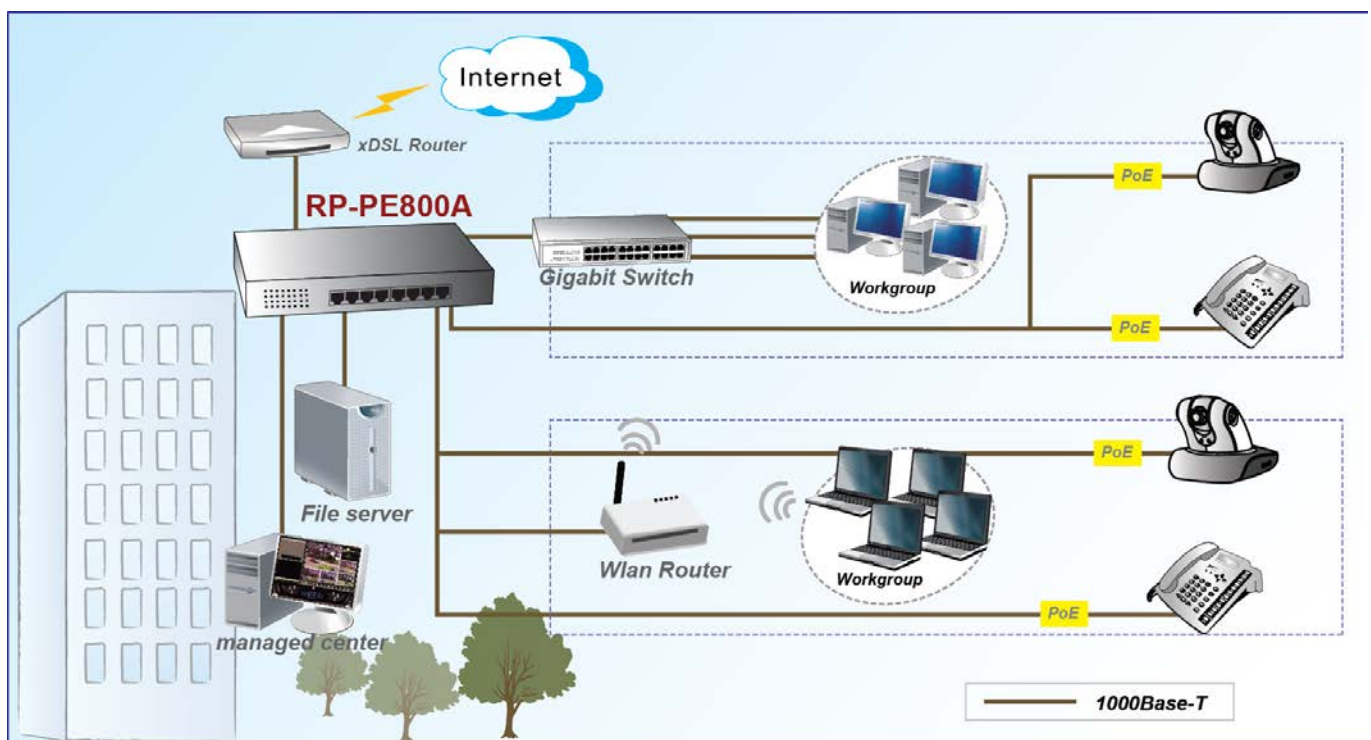 Internet
xDSL Router
RP-PE800A
Gigabit Switch
Workgroup
PoE
PoE
File server
Wlan Router
Workgroup
PoE
PoE
managed center
1000Base-T